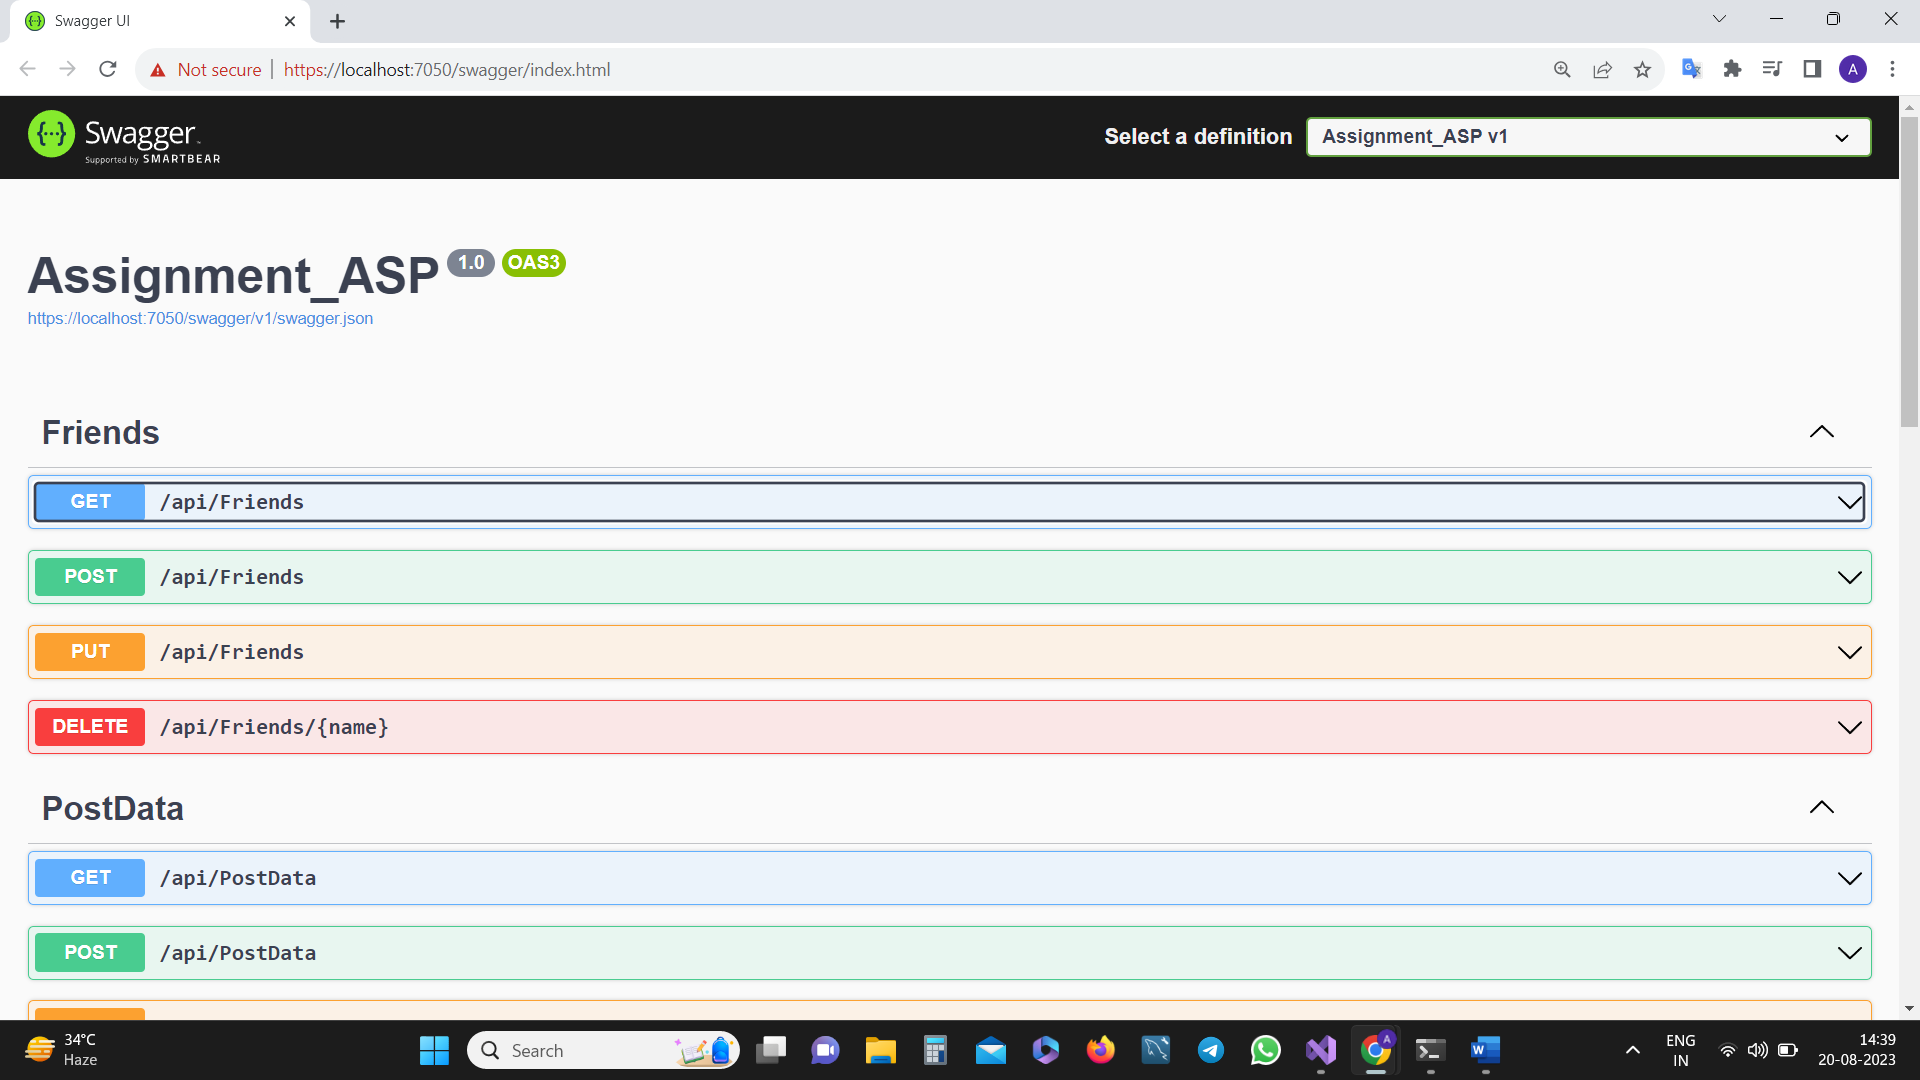 Swagger UI
Not secure
https://localhost:7050/swagger/index.html
A
Swagger
Supported by SMARTBEAR
Select a definition
Assignment_ASP v1
Assignment_ASP 1.0 OAS3
https://localhost:7050/swagger/v1/swagger.json
Friends
GET /api/Friends
POST /api/Friends
PUT /api/Friends
DELETE /api/Friends/{name}
PostData
GET /api/PostData
POST /api/PostData
34°C
Haze
Search
A
W
ENG
IN
14:39
20-08-2023